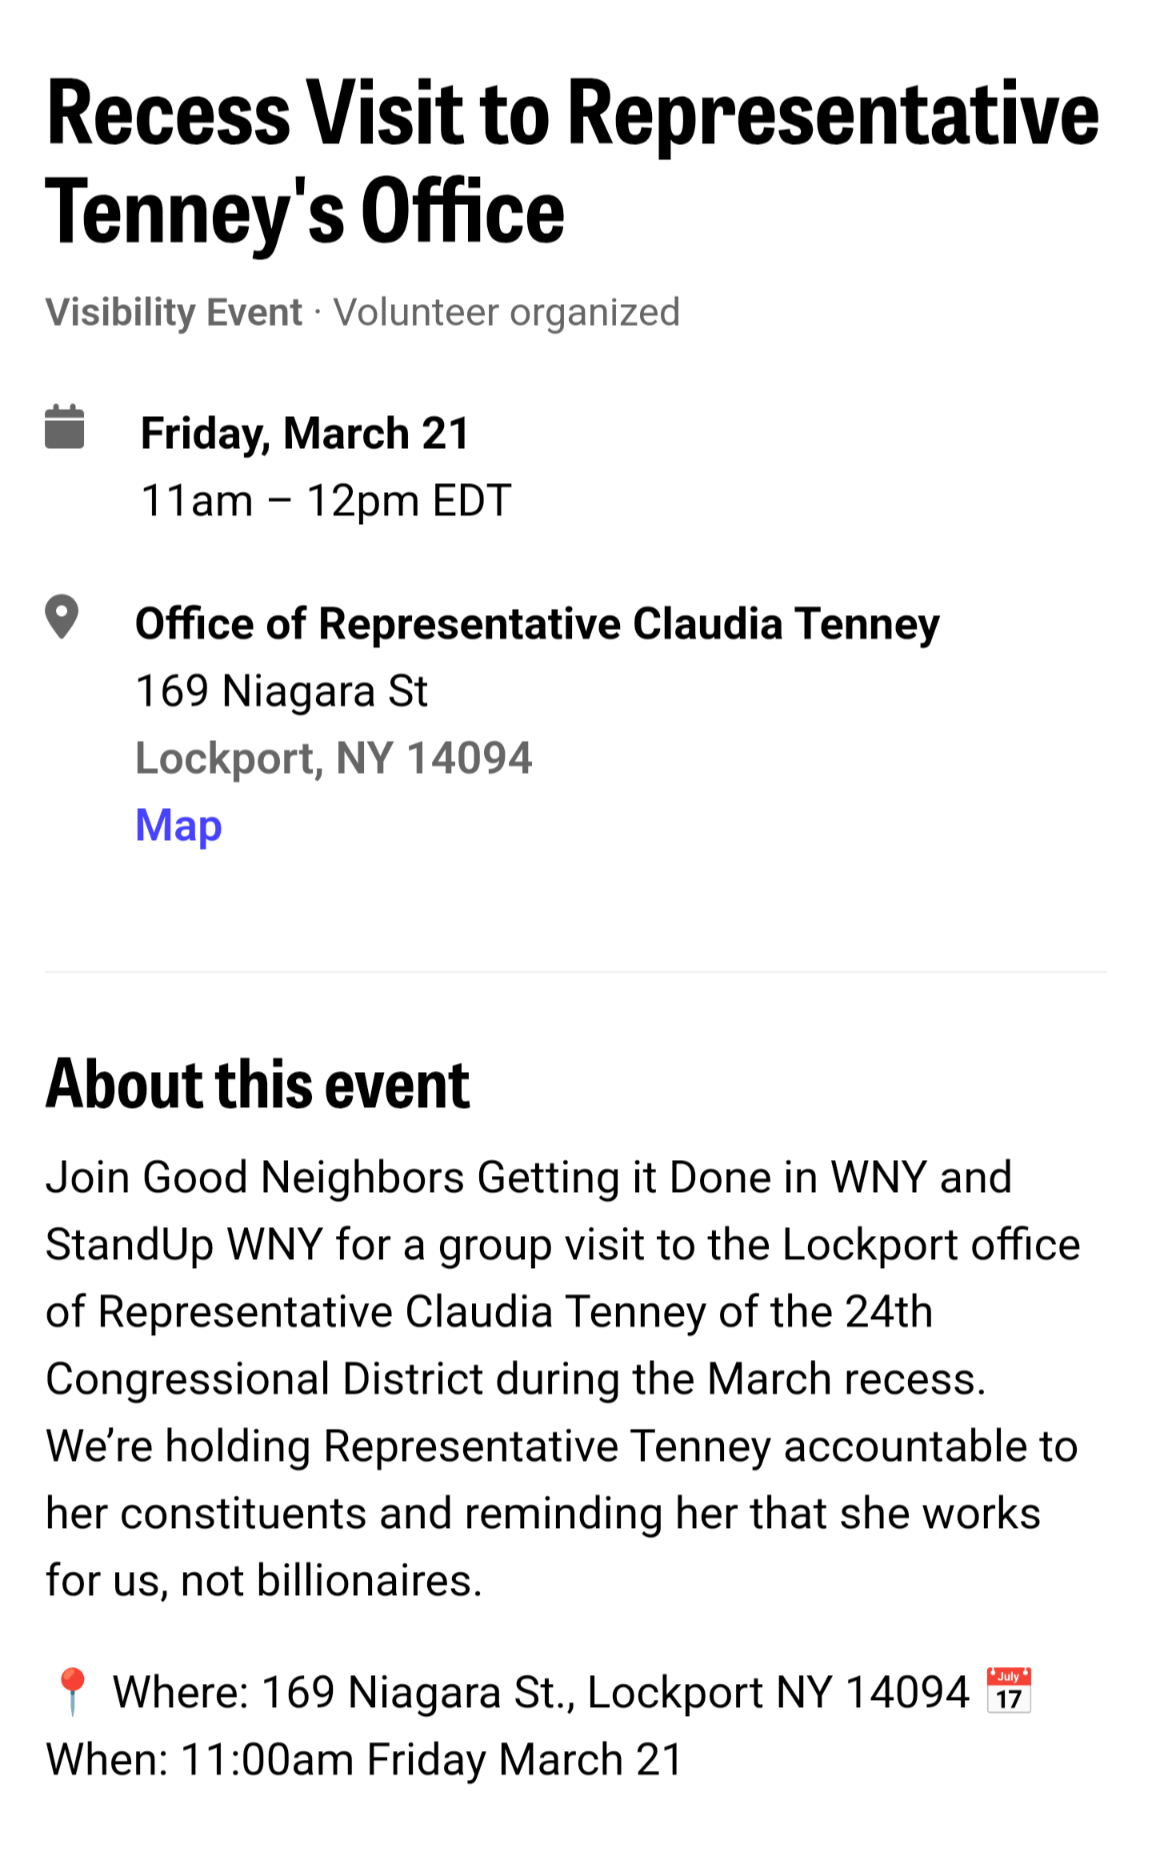 Recess Visit to Representative
Tenney's Office
Visibility Event · Volunteer organized
Friday, March 21
11am – 12pm EDT
Office of Representative Claudia Tenney
169 Niagara St
Lockport, NY 14094
Map
About this event
Join Good Neighbors Getting it Done in WNY and
StandUp WNY for a group visit to the Lockport office
of Representative Claudia Tenney of the 24th
Congressional District during the March recess.
We’re holding Representative Tenney accountable to
her constituents and reminding her that she works
for us, not billionaires.
📍 Where: 169 Niagara St., Lockport NY 14094 📅
When: 11:00am Friday March 21